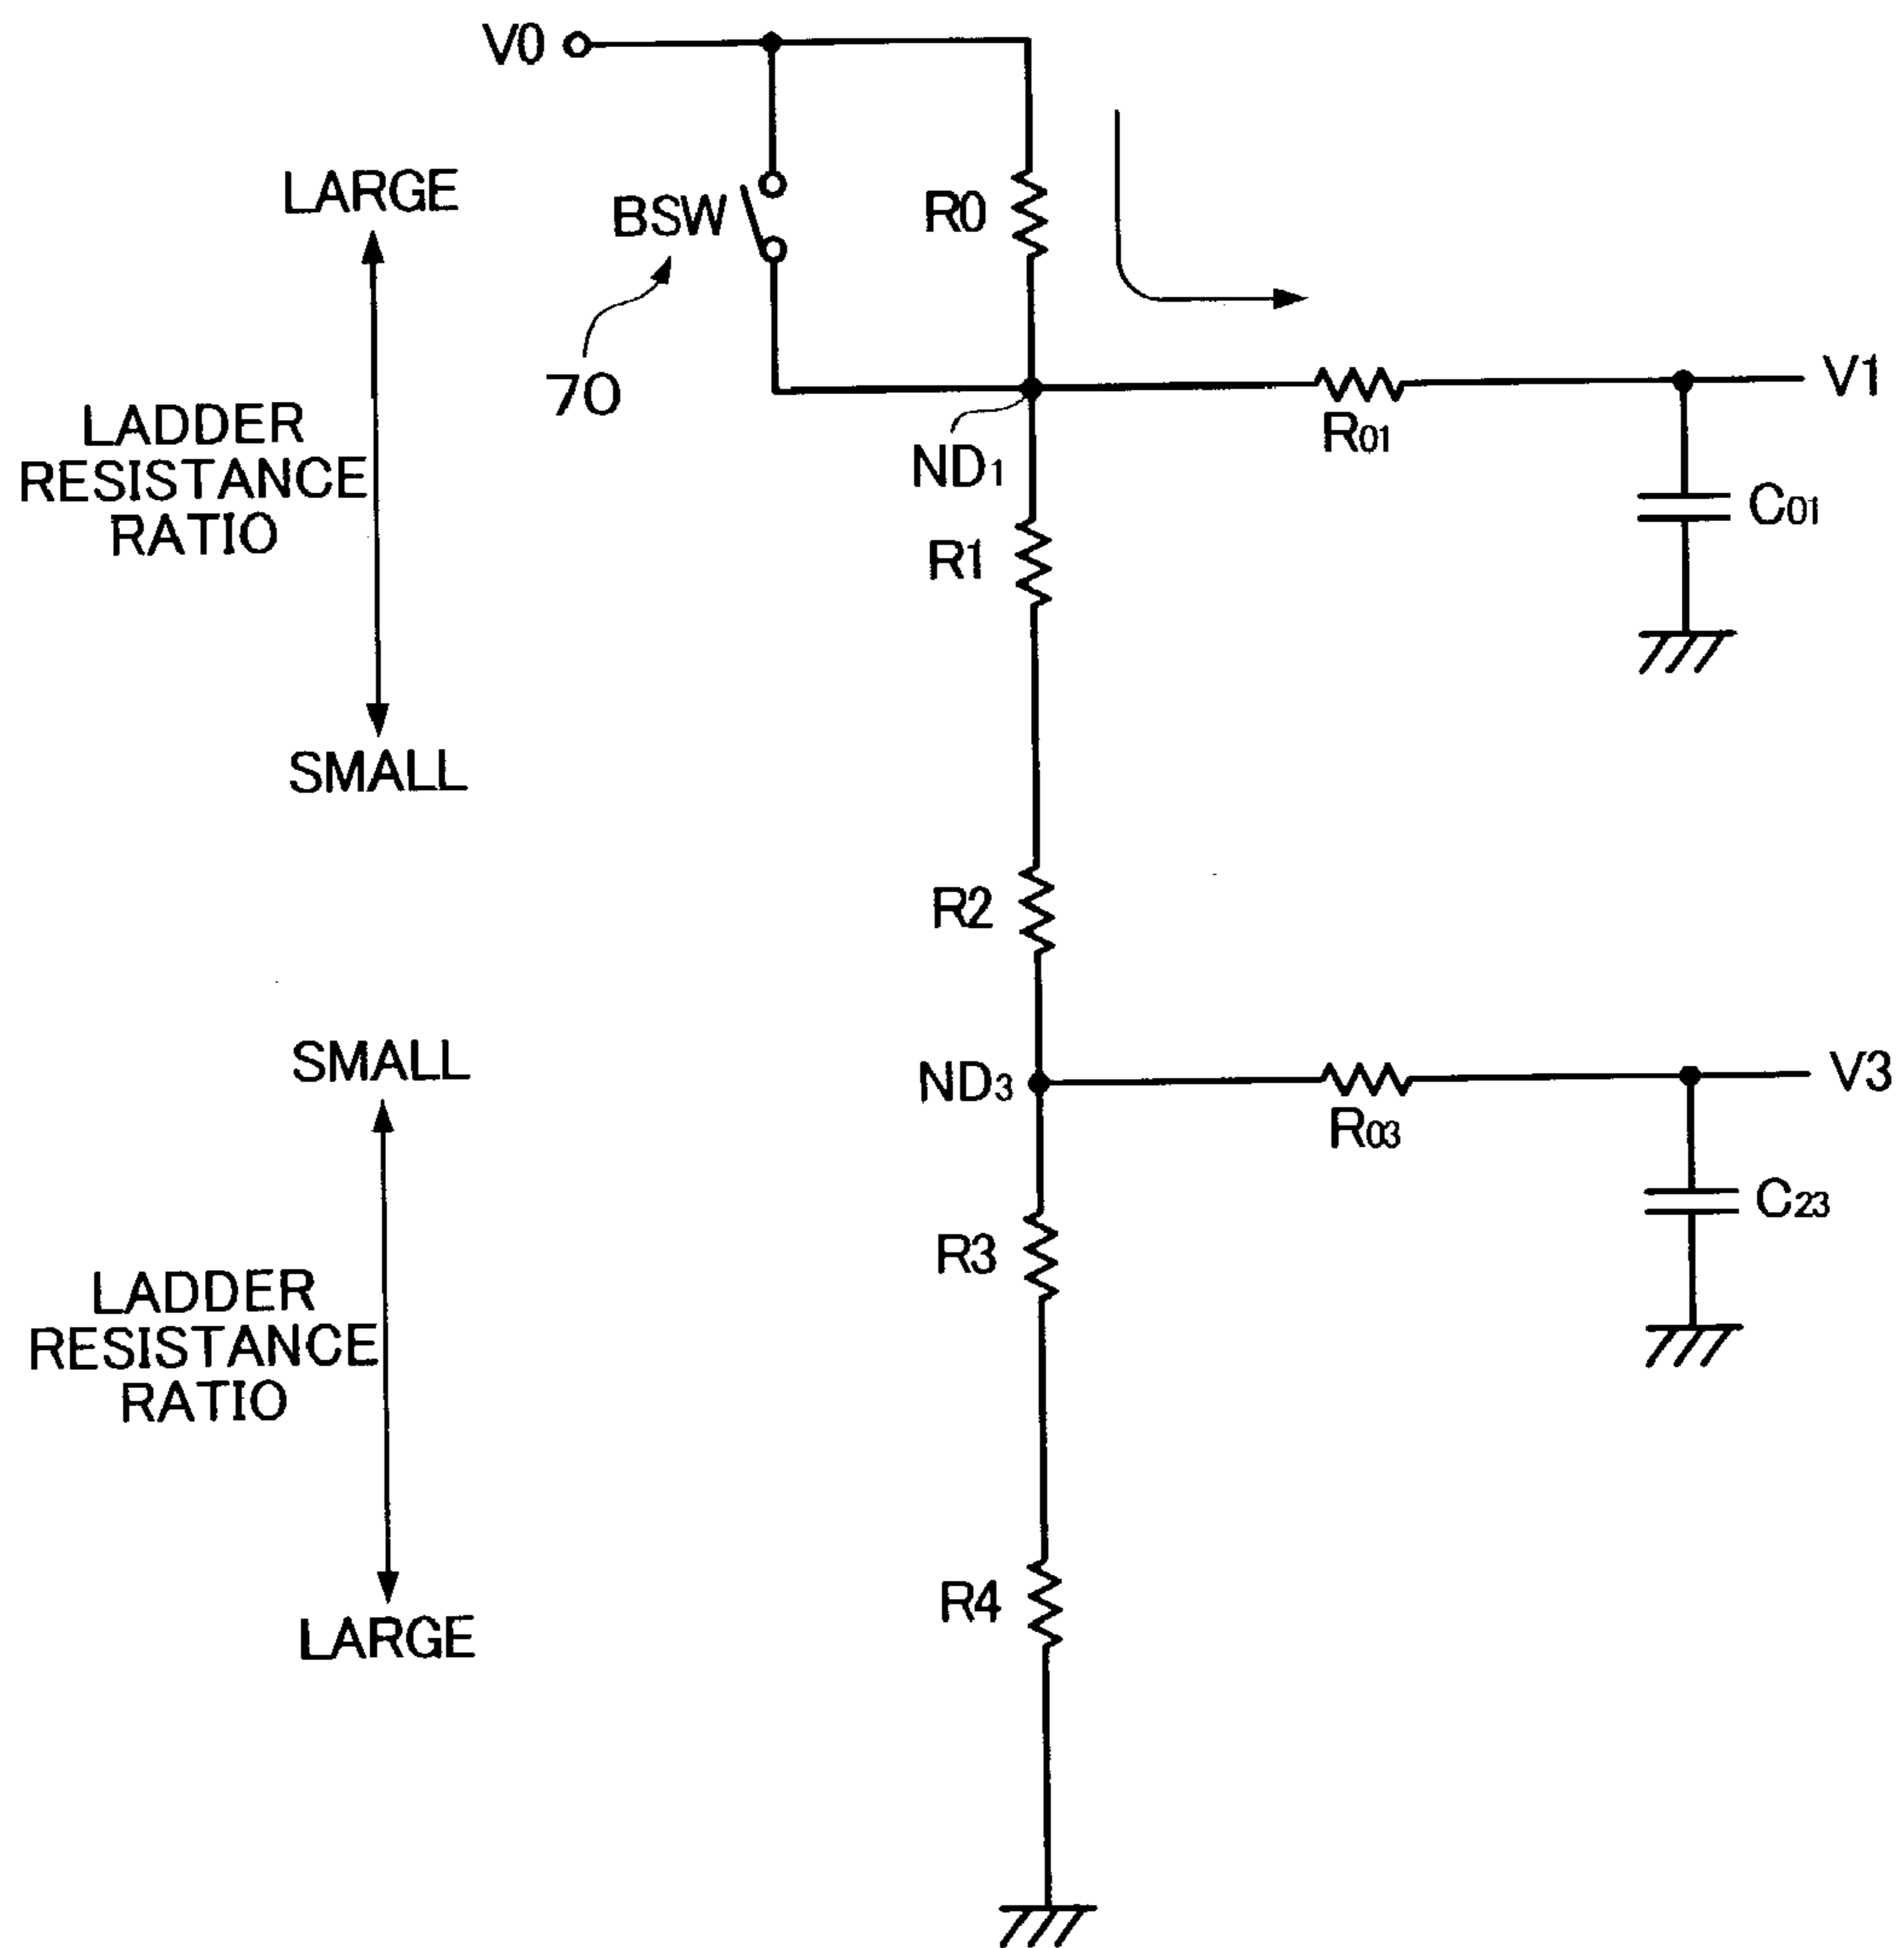 V0
LARGE
BSW
R0
70
V1
LADDER
RESISTANCE
RATIO
R01
ND1
C01
R1
SMALL
R2
SMALL
ND3
V3
R03
C23
R3
LADDER
RESISTANCE
RATIO
R4
LARGE